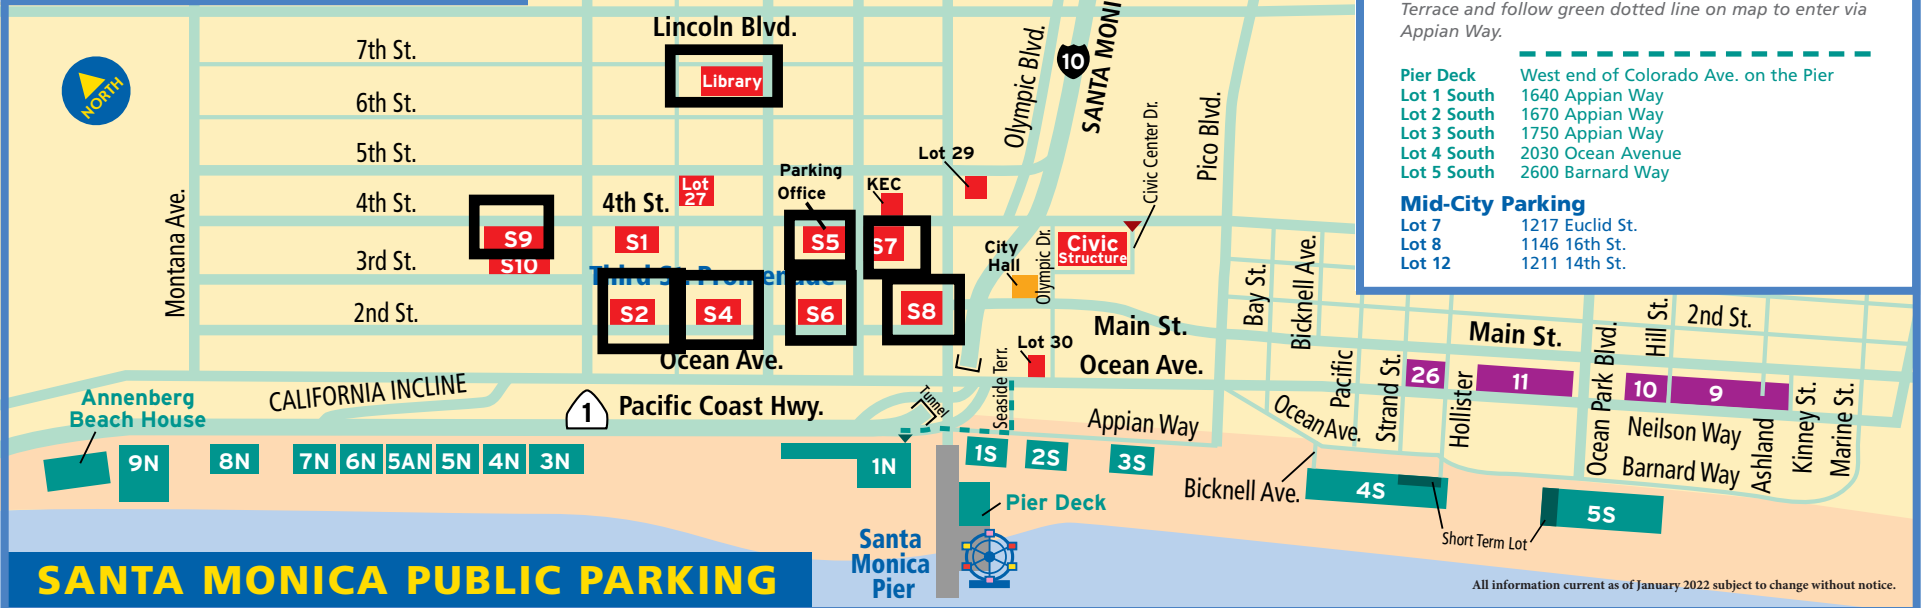 Terrace and follow green dotted line on map to enter via
Appian Way.
Pier Deck West end of Colorado Ave. on the Pier
Lot 1 South 1640 Appian Way
Lot 2 South 1670 Appian Way
Lot 3 South 1750 Appian Way
Lot 4 South 2030 Ocean Avenue
Lot 5 South 2600 Barnard Way
Mid-City Parking
Lot 7 1217 Euclid St.
Lot 8 1146 16th St.
Lot 12 1211 14th St.
NORTH
Lincoln Blvd.
7th St.
Library
6th St.
5th St.
4th St.
3rd St.
2nd St.
Montana Ave.
4th St.
Lot
27
Parking
Office
KEC
Lot 29
S9
S10
S1
S5
S7
Third St. Promenade
S2
S4
S6
S8
Ocean Ave.
Olympic Blvd.
10
SANTA MONI
Pico Blvd.
Civic Center Dr.
Civic
Structure
City
Hall
Olympic Dr.
Main St.
Lot 30
Ocean Ave.
Seaside Terr.
Tunnel
Appian Way
Bay St.
Bicknell Ave.
Pacific
Strand St.
Hollister
Main St.
2nd St.
Hill St.
Ocean Park Blvd.
26
11
10
9
Ocean Ave.
Neilson Way
Barnard Way
Ashland
Kinney St.
Marine St.
CALIFORNIA INCLINE
1
Pacific Coast Hwy.
Annenberg
Beach House
9N
8N
7N
6N
5AN
5N
4N
3N
1N
1S
2S
3S
Bicknell Ave.
4S
5S
Short Term Lot
Pier Deck
Santa
Monica
Pier
SANTA MONICA PUBLIC PARKING
All information current as of January 2022 subject to change without notice.